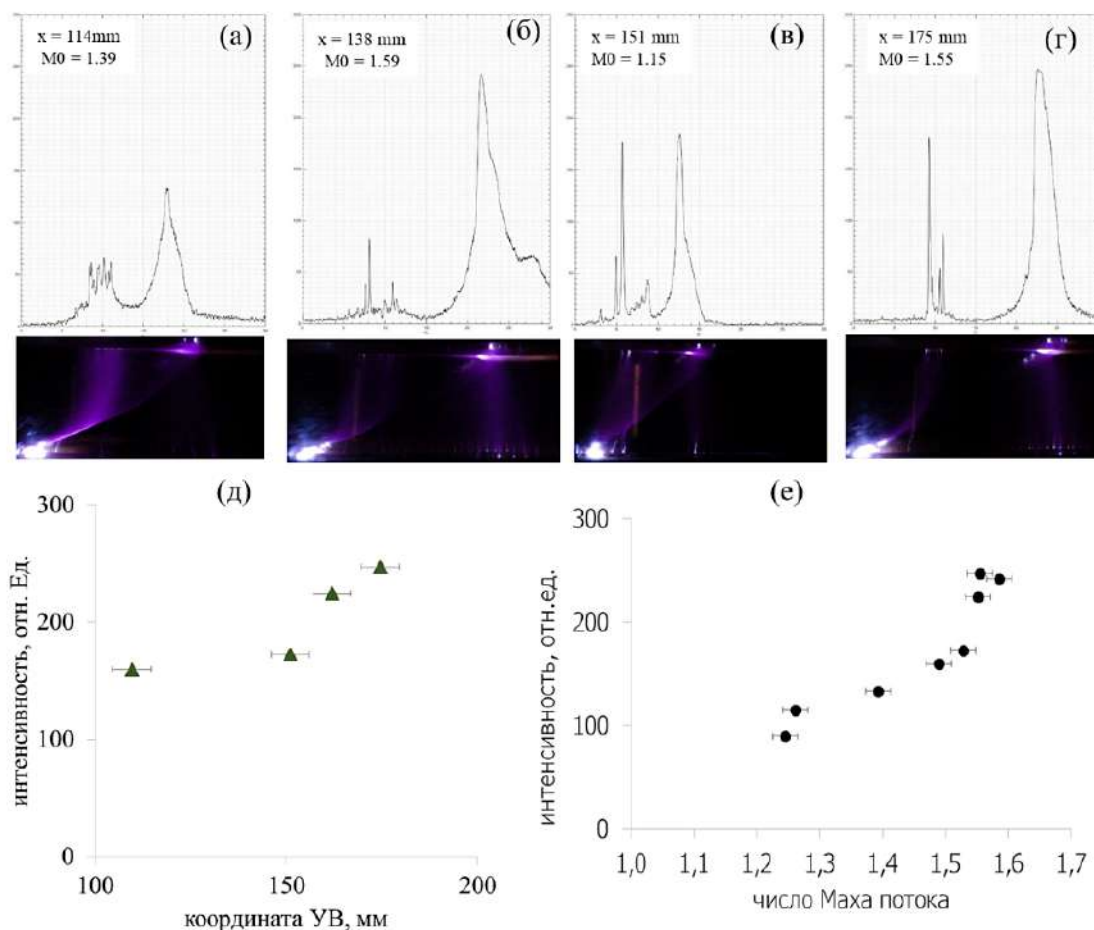 (а)
x = 114mm
M0 = 1.39
(б)
x = 138 mm
M0 = 1.59
(в)
x = 151 mm
M0 = 1.15
(г)
x = 175 mm
M0 = 1.55
(д)
300
200
100
0
100
150
200
интенсивность, отн. Ед.
координата УВ, мм
(е)
300
200
100
0
1,0
1,1
1,2
1,3
1,4
1,5
1,6
1,7
интенсивность, отн.ед.
число Маха потока